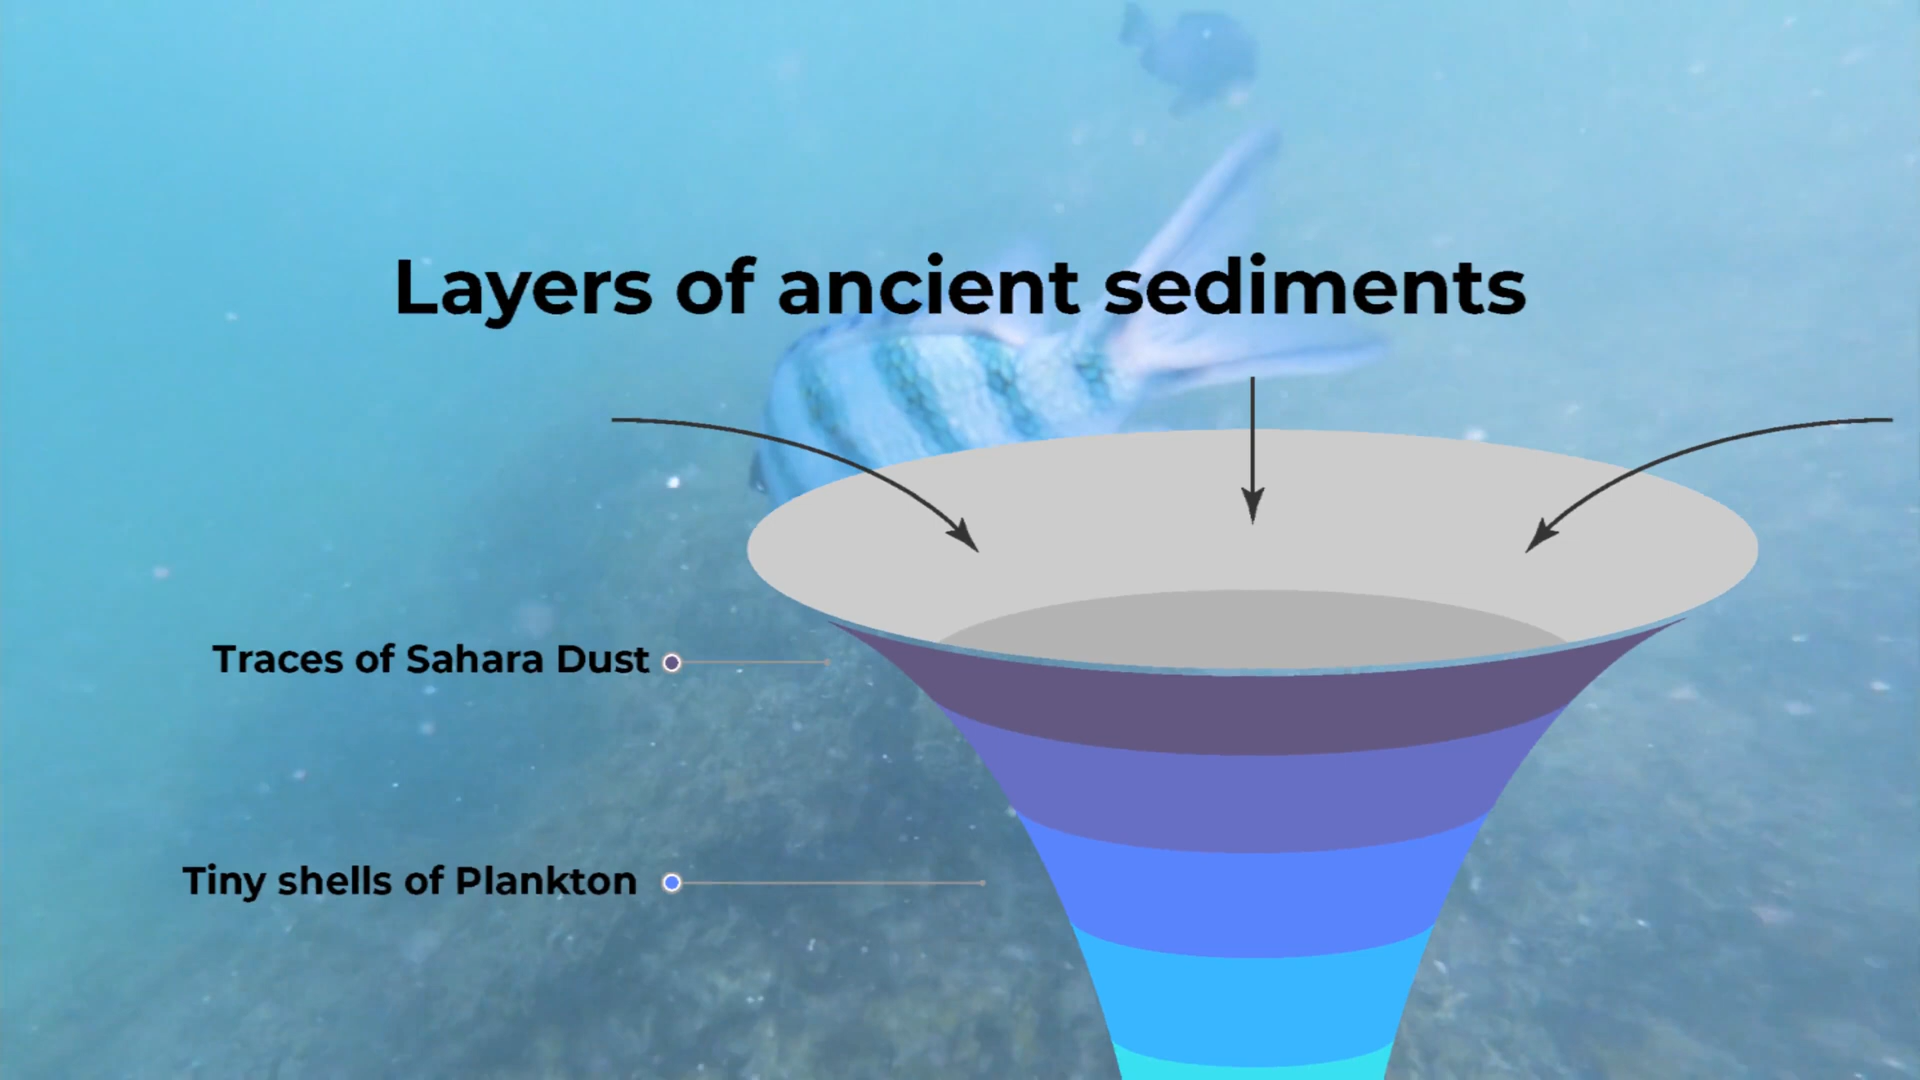 Layers of ancient sediments
Traces of Sahara Dust
Tiny shells of Plankton